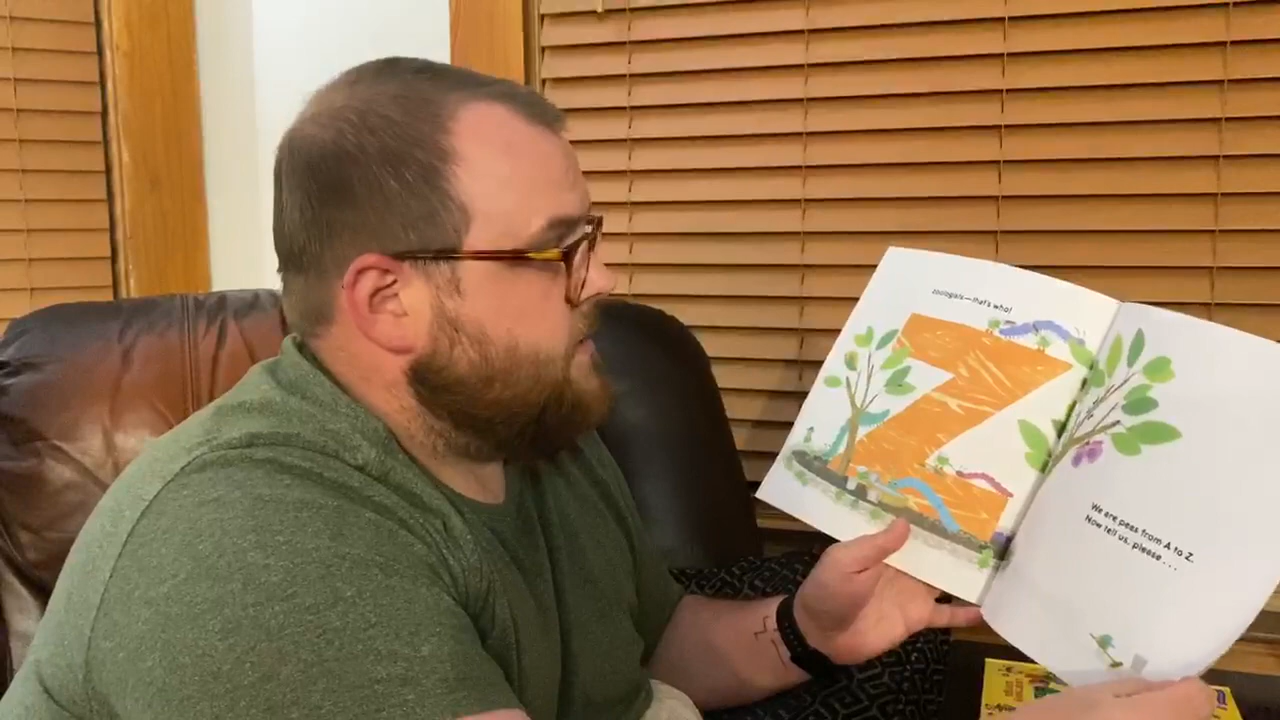 zoologists—that's who!
Z
We are peas from A to Z.
Now tell us, please . . .